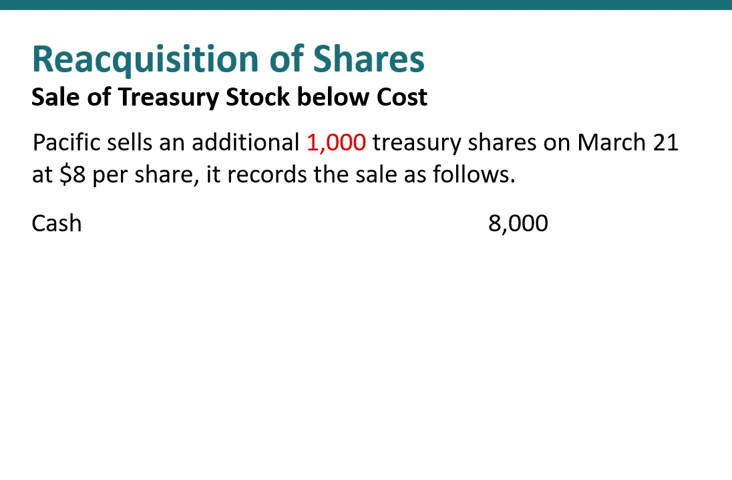 Reacquisition of Shares
Sale of Treasury Stock below Cost
Pacific sells an additional 1,000 treasury shares on March 21
at $8 per share, it records the sale as follows.
Cash 8,000